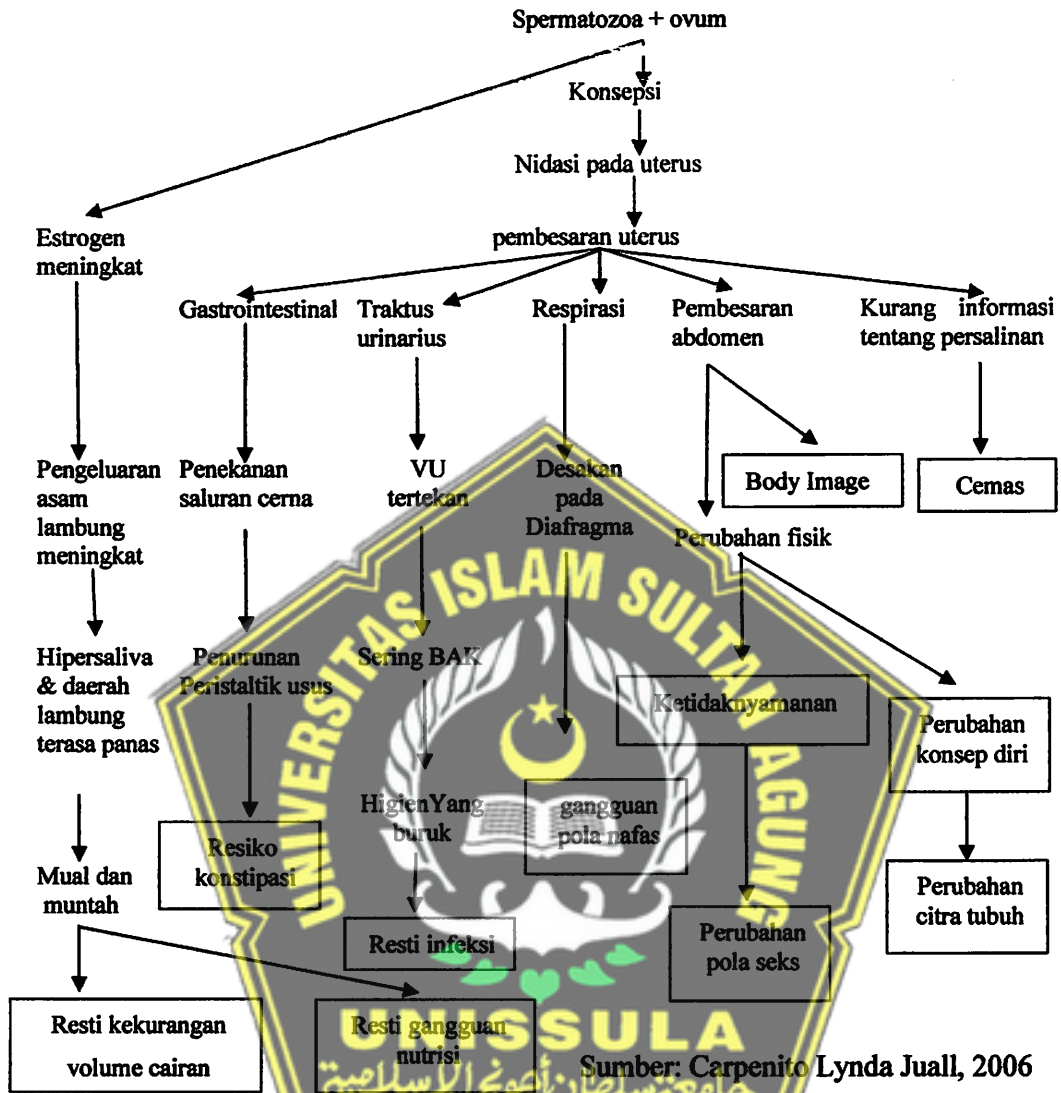 Spermatozoa + ovum
Konsepsi
Nidasi pada uterus
Estrogen
meningkat
pembesaran uterus
Gastrointestinal
Traktus
urinarius
Respirasi
Pembesaran
abdomen
Kurang informasi
tentang persalinan
Pengeluaran
asam
lambung
meningkat
Penekanan
saluran cerna
VU
tertekan
Desakan
pada
Diafragma
Body Image
Cemas
Perubahan fisik
UNIVERSITAS ISLAM SULTAN AGUNG
Hipersaliva
& daerah
lambung
terasa panas
Penurunan
Peristaltik usus
Sering BAK
Ketidaknyamanan
Perubahan
konsep diri
HigienYang
buruk
gangguan
pola nafas
Resiko
konstipasi
Mual dan
muntah
Perubahan
citra tubuh
Resti infeksi
Perubahan
pola seks
Resti kekurangan
volume cairan
Resti gangguan
nutrisi
UNISSULA
Sumber: Carpenito Lynda Juall, 2006
جامعة سلطان أجونج الإسلامية